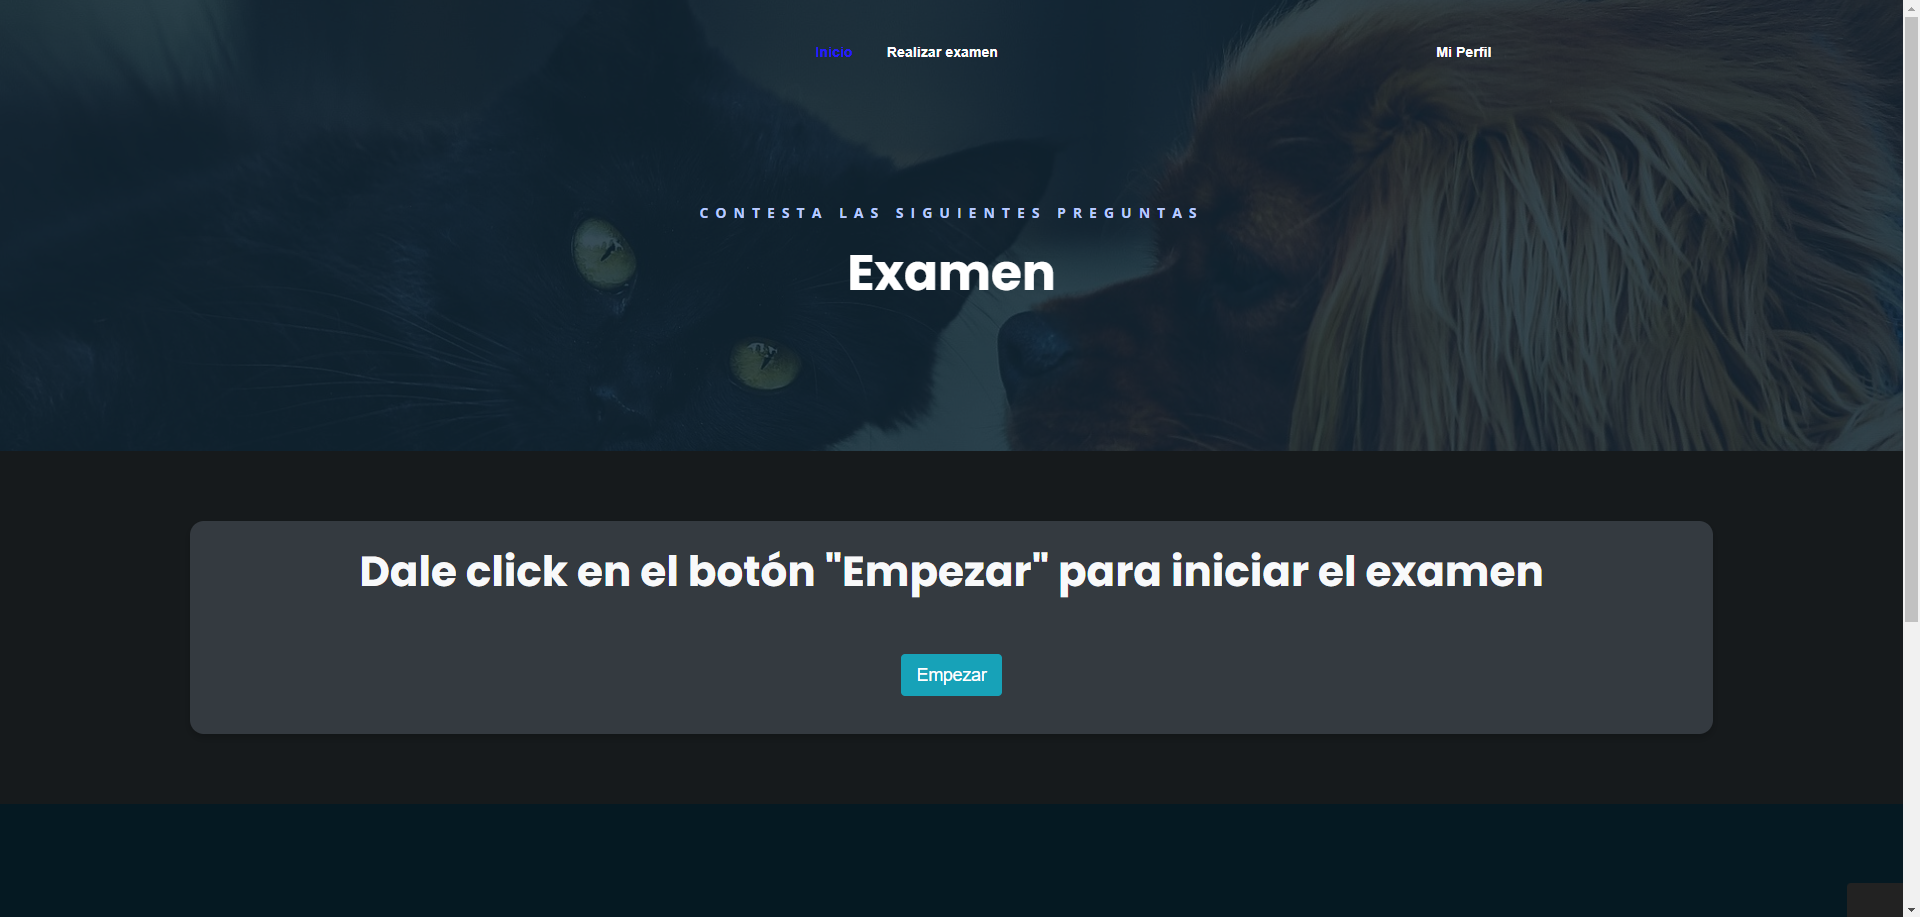 Inicio Realizar examen Mi Perfil
CONTESTA LAS SIGUIENTES PREGUNTAS
Examen
Dale click en el botón "Empezar" para iniciar el examen
Empezar